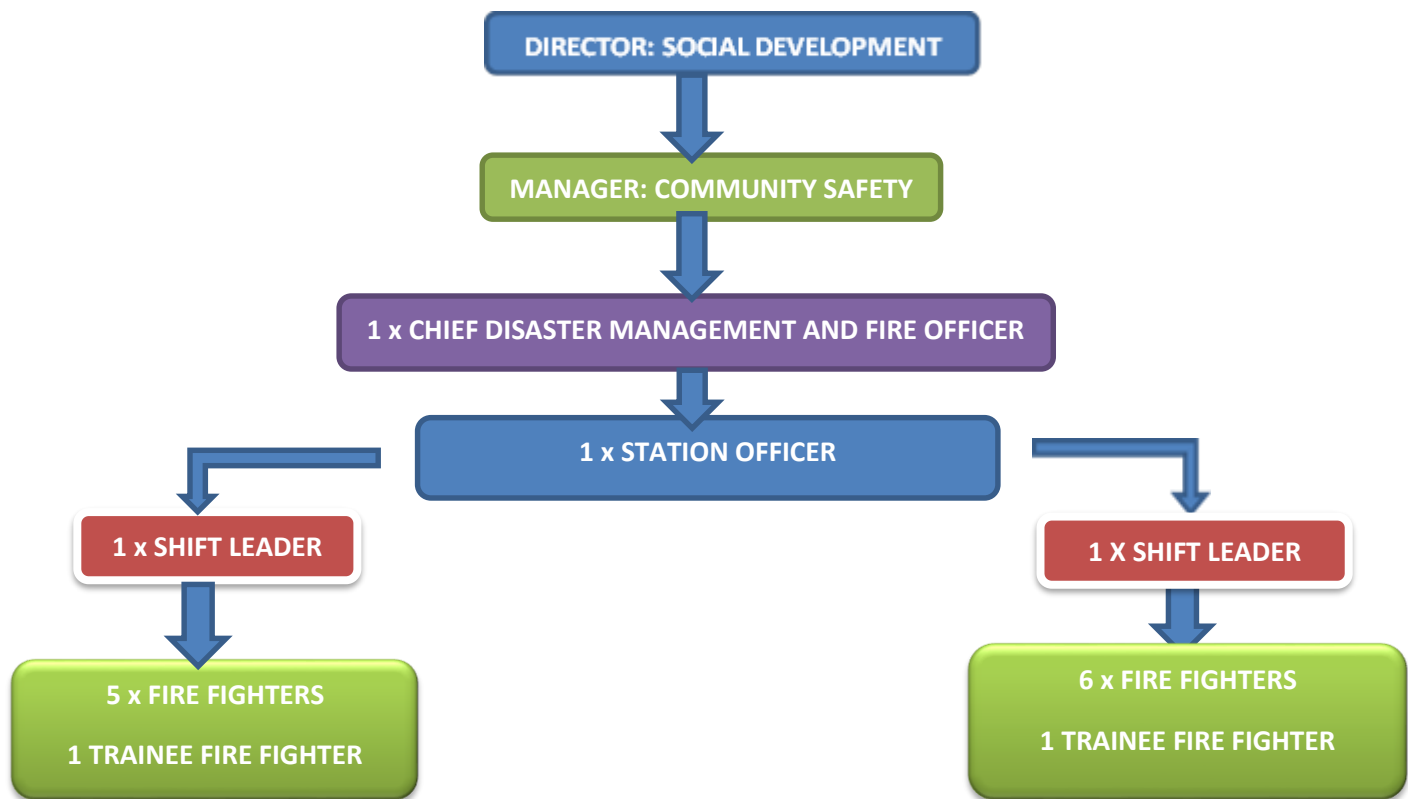 DIRECTOR: SOCIAL DEVELOPMENT
MANAGER: COMMUNITY SAFETY
1 x CHIEF DISASTER MANAGEMENT AND FIRE OFFICER
1 x STATION OFFICER
1 x SHIFT LEADER
1 X SHIFT LEADER
5 x FIRE FIGHTERS
1 TRAINEE FIRE FIGHTER
6 x FIRE FIGHTERS
1 TRAINEE FIRE FIGHTER